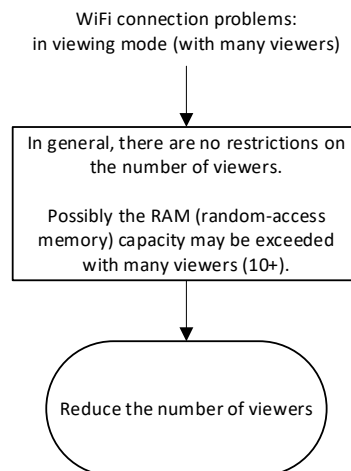 WiFi connection problems:
in viewing mode (with many viewers)
In general, there are no restrictions on
the number of viewers.
Possibly the RAM (random-access
memory) capacity may be exceeded
with many viewers (10+).
Reduce the number of viewers